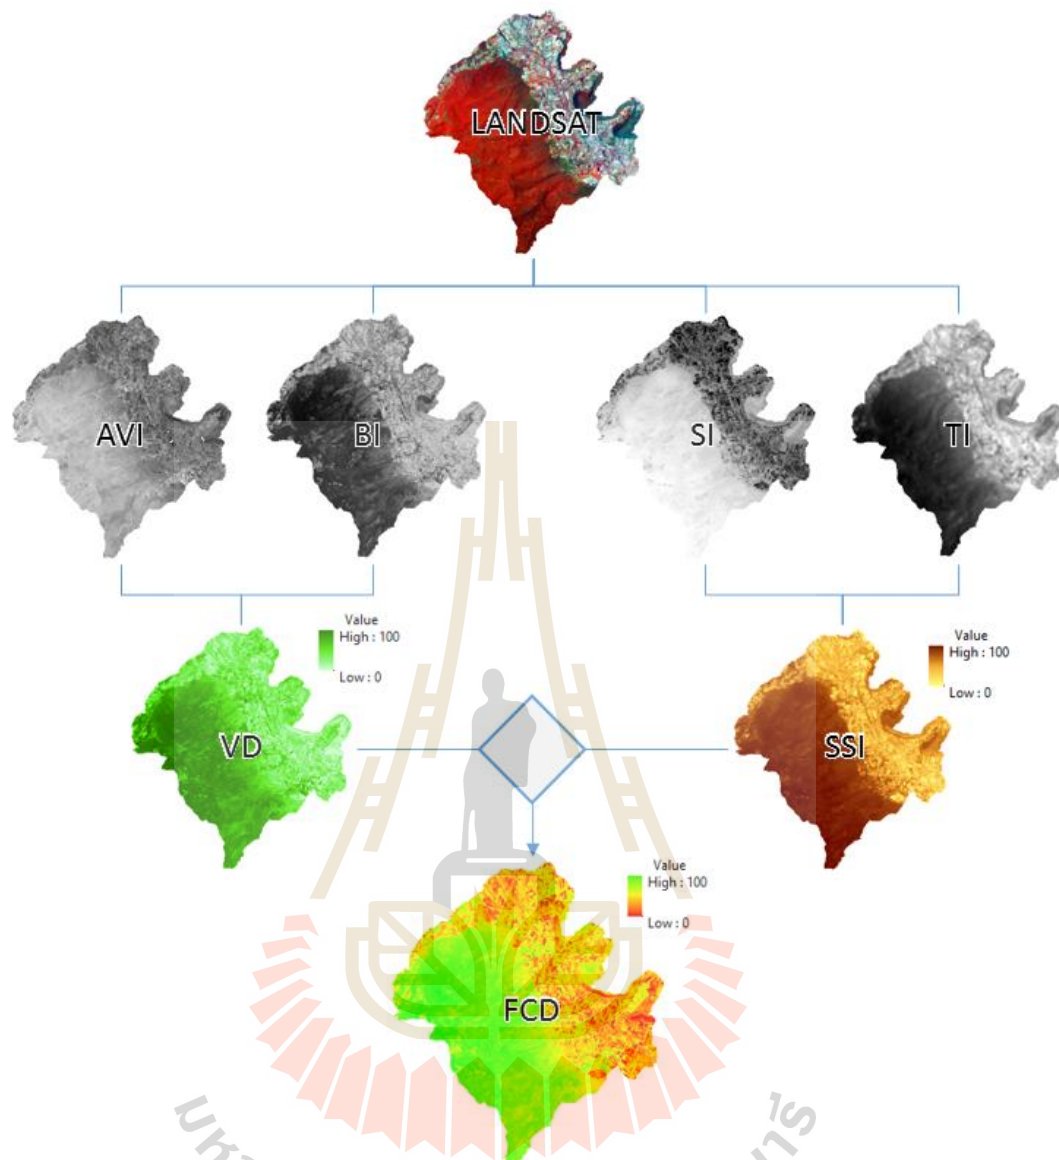 LANDSAT
AVI
BI
SI
TI
Value
High : 100
Low : 0
Value
High : 100
Low : 0
VD
SSI
Value
High : 100
Low : 0
FCD